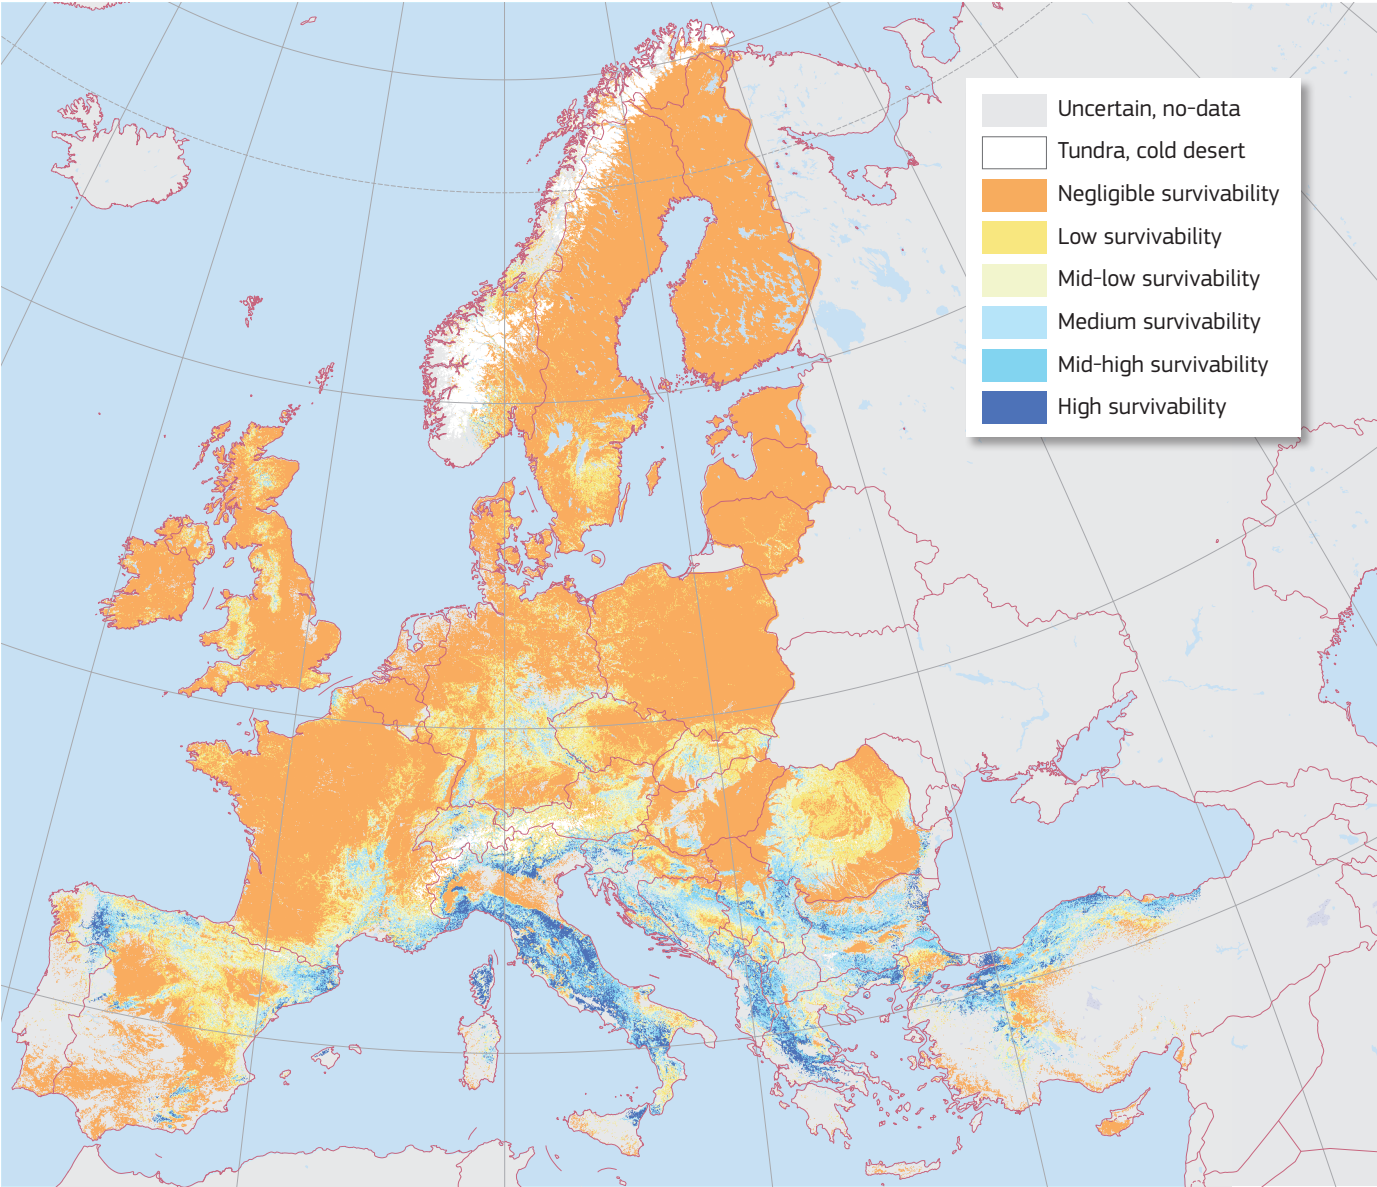 Uncertain, no-data
Tundra, cold desert
Negligible survivability
Low survivability
Mid-low survivability
Medium survivability
Mid-high survivability
High survivability